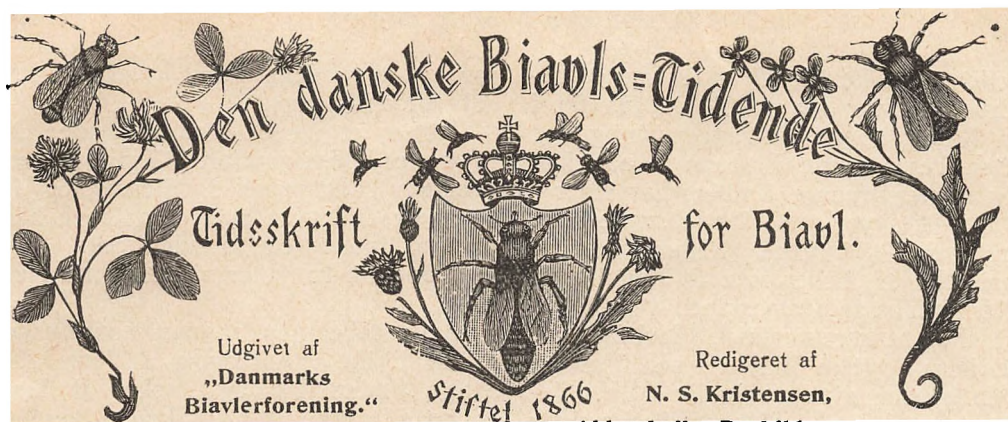 Den danske Biavls=Tidende
Tidsskrift for Biavl.
Udgivet af
„Danmarks
Biavlerforening.“
Stiftet 1866
Redigeret af
N. S. Kristensen,